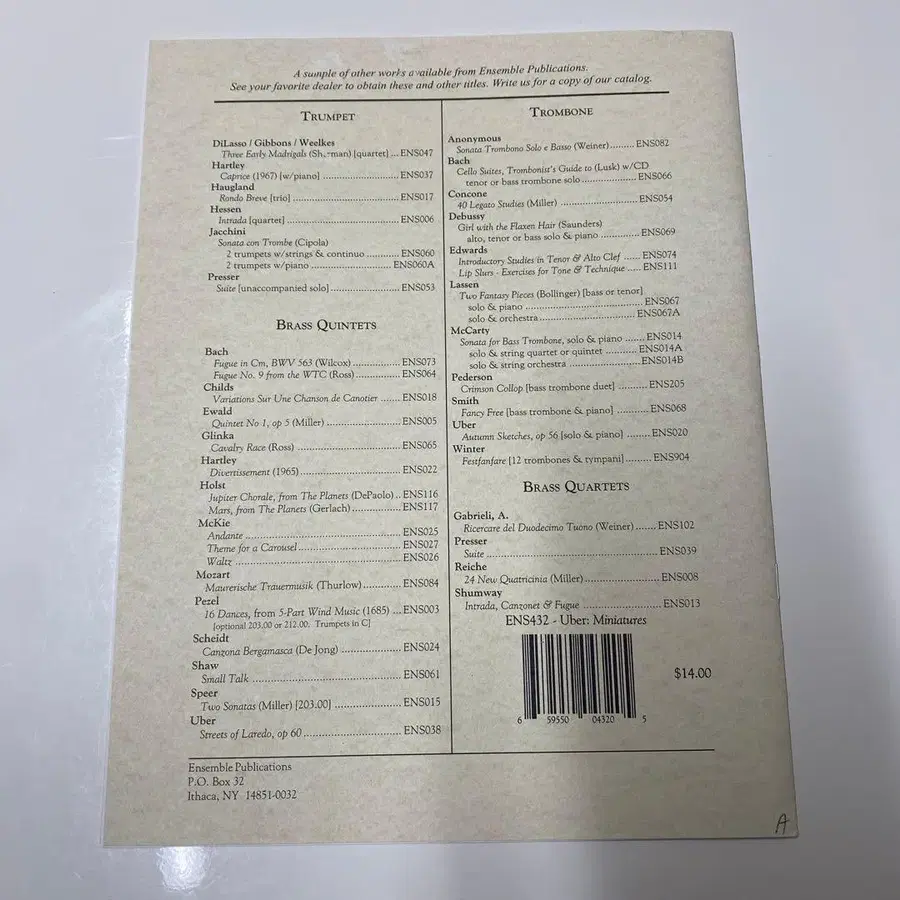 A sample of other works available from Ensemble Publications.
See your favorite dealer to obtain these and other titles. Write us for a copy of our catalog.
TRUMPET
DiLasso / Gibbons / Weelkes
Three Early Madrigals (Sherman) [quartet] ... ENS047
Hartley
Caprice (1967) [w/piano] ........................ ENS037
Haugland
Rondo Breve [trio] ................................ ENS017
Hessen
Intrada [quartet] .................................. ENS006
Jacchini
Sonata con Trombe (Cipola)
2 trumpets w/strings & continuo ........... ENS060
2 trumpets w/piano ........................... ENS060A
Presser
Suite [unaccompanied solo] ..................... ENS053
BRASS QUINTETS
Bach
Fugue in Cm, BWV 563 (Wilcox) .............. ENS073
Fugue No. 9 from the WTC (Ross) .............. ENS064
Childs
Variations Sur Une Chanson de Canotier ....... ENS018
Ewald
Quintet No 1, op 5 (Miller) ...................... ENS005
Glinka
Cavalry Race (Ross) ............................... ENS065
Hartley
Divertissement (1965) ............................. ENS022
Holst
Jupiter Chorale, from The Planets (DePaolo) .. ENS116
Mars, from The Planets (Gerlach) ............... ENS117
McKie
Andante ............................................. ENS025
Theme for a Carousel .............................. ENS027
Waltz ................................................ ENS026
Mozart
Maurerische Trauermusik (Thurlow) ............ ENS084
Pezel
16 Dances, from 5-Part Wind Music (1685) ... ENS003
[optional 203.00 or 212.00: Trumpets in C]
Scheidt
Canzona Bergamasca (De Jong) .................. ENS024
Shaw
Small Talk .......................................... ENS061
Speer
Two Sonatas (Miller) [203.00] .................... ENS015
Uber
Streets of Laredo, op 60 ........................... ENS038
TROMBONE
Anonymous
Sonata Trombono Solo e Basso (Weiner) ....... ENS082
Bach
Cello Suites, Trombonist's Guide to (Lusk) w/CD
tenor or bass trombone solo .................. ENS066
Concone
40 Legato Studies (Miller) ........................ ENS054
Debussy
Girl with the Flaxen Hair (Saunders)
alto, tenor or bass solo & piano .............. ENS069
Edwards
Introductory Studies in Tenor & Alto Clef ...... ENS074
Lip Slurs - Exercises for Tone & Technique ..... ENS111
Lassen
Two Fantasy Pieces (Bollinger) [bass or tenor]
solo & piano .................................... ENS067
solo & orchestra ................................ ENS067A
McCarty
Sonata for Bass Trombone, solo & piano ...... ENS014
solo & string quartet or quintet ......... ENS014A
solo & string orchestra ..................... ENS014B
Pederson
Crimson Collop [bass trombone duet] .......... ENS205
Smith
Fancy Free [bass trombone & piano] ........... ENS068
Uber
Autumn Sketches, op 56 [solo & piano] ........ ENS020
Winter
Festfanfare [12 trombones & tympani] ......... ENS904
BRASS QUARTETS
Gabrieli, A.
Ricercare del Duodecimo Tuono (Weiner) ...... ENS102
Presser
Suite ................................................ ENS039
Reiche
24 New Quatricinia (Miller) ...................... ENS008
Shumway
Intrada, Canzonet & Fugue ...................... ENS013
ENS432 - Uber: Miniatures
$14.00
6 59550 04320 5
Ensemble Publications
P.O. Box 32
Ithaca, NY 14851-0032
A